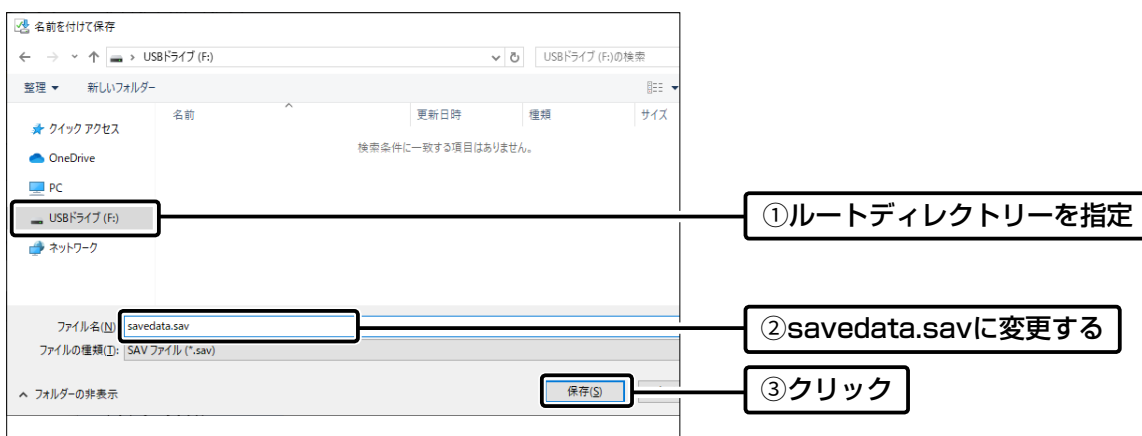 名前を付けて保存
USBドライブ (F:)
USBドライブ (F:)の検索
整理
新しいフォルダー
名前
更新日時
種類
サイズ
検索条件に一致する項目はありません。
クイック アクセス
OneDrive
PC
USBドライブ (F:)
ネットワーク
①ルートディレクトリーを指定
ファイル名(N)
savedata.sav
②savedata.savに変更する
ファイルの種類(T): SAV ファイル (*.sav)
フォルダーの非表示
保存(S)
③クリック